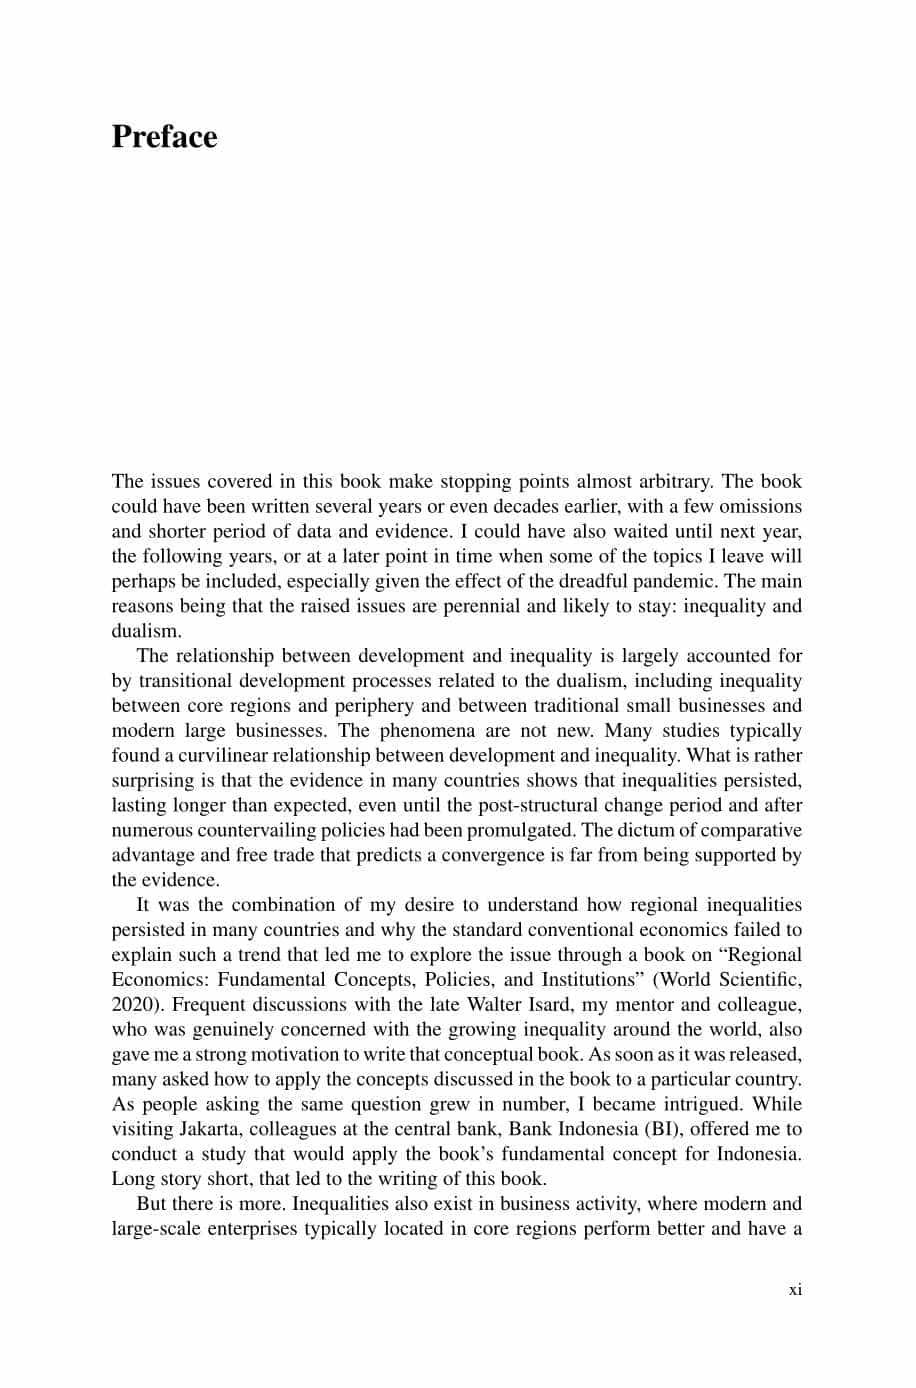 Preface
The issues covered in this book make stopping points almost arbitrary. The book
could have been written several years or even decades earlier, with a few omissions
and shorter period of data and evidence. I could have also waited until next year,
the following years, or at a later point in time when some of the topics I leave will
perhaps be included, especially given the effect of the dreadful pandemic. The main
reasons being that the raised issues are perennial and likely to stay: inequality and
dualism.
The relationship between development and inequality is largely accounted for
by transitional development processes related to the dualism, including inequality
between core regions and periphery and between traditional small businesses and
modern large businesses. The phenomena are not new. Many studies typically
found a curvilinear relationship between development and inequality. What is rather
surprising is that the evidence in many countries shows that inequalities persisted,
lasting longer than expected, even until the post-structural change period and after
numerous countervailing policies had been promulgated. The dictum of comparative
advantage and free trade that predicts a convergence is far from being supported by
the evidence.
It was the combination of my desire to understand how regional inequalities
persisted in many countries and why the standard conventional economics failed to
explain such a trend that led me to explore the issue through a book on “Regional
Economics: Fundamental Concepts, Policies, and Institutions” (World Scientific,
2020). Frequent discussions with the late Walter Isard, my mentor and colleague,
who was genuinely concerned with the growing inequality around the world, also
gave me a strong motivation to write that conceptual book. As soon as it was released,
many asked how to apply the concepts discussed in the book to a particular country.
As people asking the same question grew in number, I became intrigued. While
visiting Jakarta, colleagues at the central bank, Bank Indonesia (BI), offered me to
conduct a study that would apply the book’s fundamental concept for Indonesia.
Long story short, that led to the writing of this book.
But there is more. Inequalities also exist in business activity, where modern and
large-scale enterprises typically located in core regions perform better and have a
xi